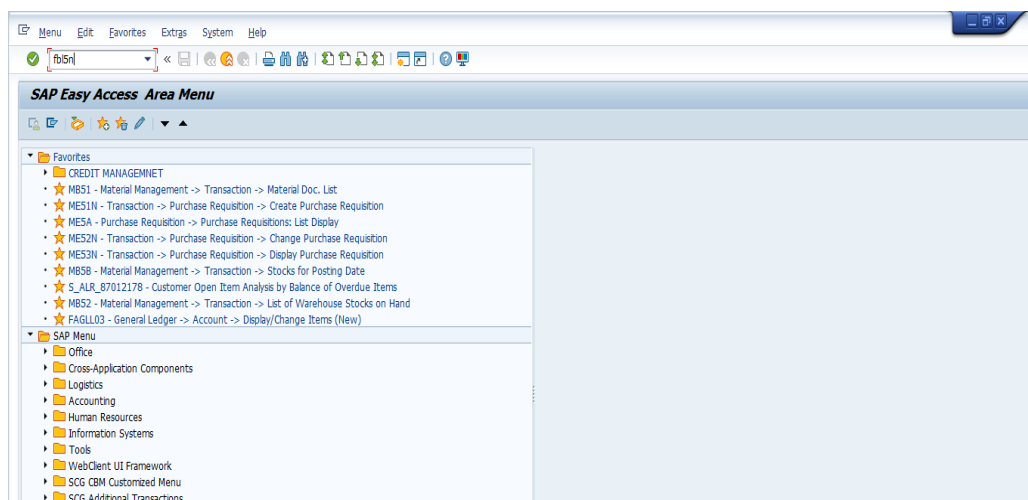 Menu Edit Favorites Extras System Help
fbl5n
SAP Easy Access Area Menu
Favorites
CREDIT MANAGEMNET
MB51 - Material Management -> Transaction -> Material Doc. List
ME51N - Transaction -> Purchase Requisition -> Create Purchase Requisition
ME5A - Purchase Requisition -> Purchase Requisitions: List Display
ME52N - Transaction -> Purchase Requisition -> Change Purchase Requisition
ME53N - Transaction -> Purchase Requisition -> Display Purchase Requisition
MB5B - Material Management -> Transaction -> Stocks for Posting Date
S_ALR_87012178 - Customer Open Item Analysis by Balance of Overdue Items
MB52 - Material Management -> Transaction -> List of Warehouse Stocks on Hand
FAGLL03 - General Ledger -> Account -> Display/Change Items (New)
SAP Menu
Office
Cross-Application Components
Logistics
Accounting
Human Resources
Information Systems
Tools
WebClient UI Framework
SCG CBM Customized Menu
SCG Additional Transactions